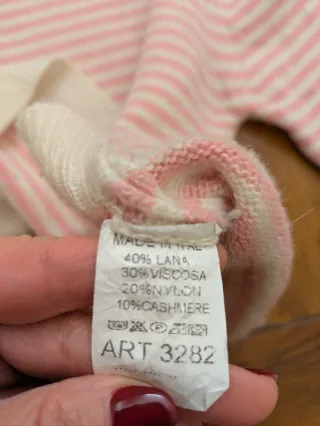 MADE IN ITALY
40% LANA
30% VISCOSA
20% NYLON
10% CASHMERE
ART 3282